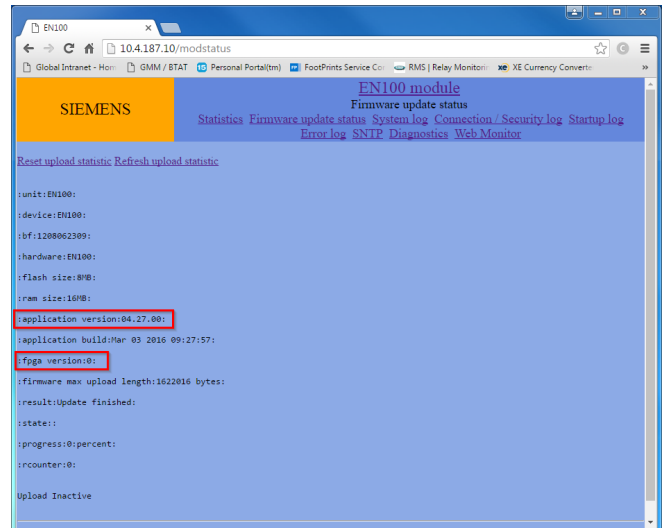 EN100
10.4.187.10/modstatus
Global Intranet - Hom GMM / BTAT Personal Portal(tm) FootPrints Service Cor RMS | Relay Monitorin XE Currency Converte »
SIEMENS
EN100 module
Firmware update status
Statistics Firmware update status System log Connection / Security log Startup log
Error log SNTP Diagnostics Web Monitor
Reset upload statistic Refresh upload statistic
:unit:EN100:
:device:EN100:
:bf:1208062309:
:hardware:EN100:
:flash size:8MB:
:ram size:16MB:
:application version:04.27.00:
:application build:Mar 03 2016 09:27:57:
:fpga version:0:
:firmware max upload length:1622016 bytes:
:result:Update finished:
:state::
:progress:0:percent:
:rcounter:0:
Upload Inactive